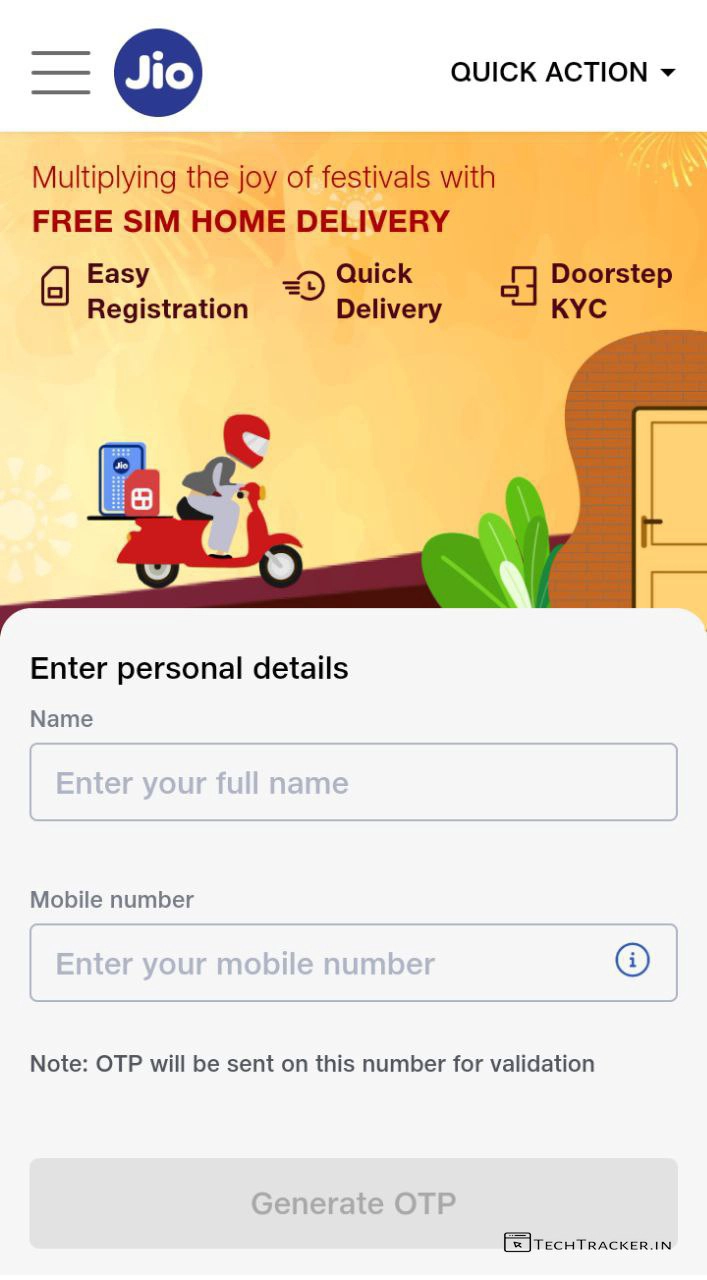 Jio
QUICK ACTION
Multiplying the joy of festivals with
FREE SIM HOME DELIVERY
Easy
Registration
Quick
Delivery
Doorstep
KYC
Jio
Enter personal details
Name
Enter your full name
Mobile number
Enter your mobile number
Note: OTP will be sent on this number for validation
Generate OTP
TECHTRACKER.IN